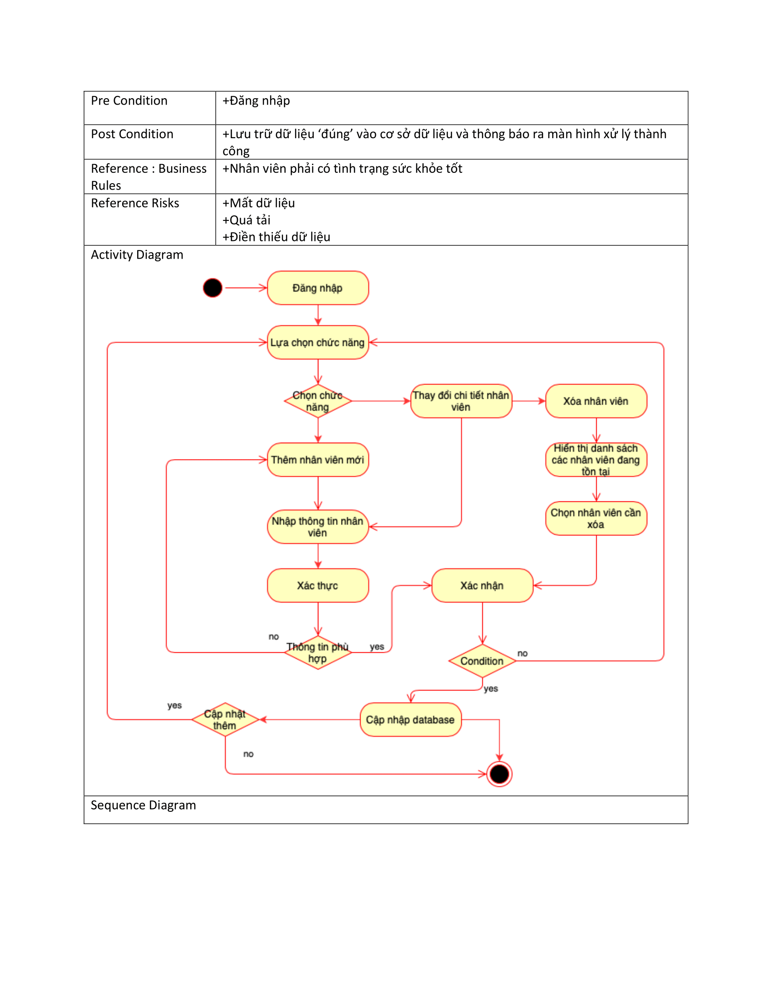 Pre Condition
+Đăng nhập
Post Condition
+Lưu trữ dữ liệu ‘đúng’ vào cơ sở dữ liệu và thông báo ra màn hình xử lý thành
công
Reference : Business
Rules
+Nhân viên phải có tình trạng sức khỏe tốt
Reference Risks
+Mất dữ liệu
+Quá tải
+Điền thiếu dữ liệu
Activity Diagram
Đăng nhập
Lựa chọn chức năng
Chọn chức
năng
Thay đổi chi tiết nhân
viên
Xóa nhân viên
Thêm nhân viên mới
Hiển thị danh sách
các nhân viên đang
tồn tại
Nhập thông tin nhân
viên
Chọn nhân viên cần
xóa
Xác thực
Xác nhận
no
Thông tin phù
hợp
yes
Condition
no
yes
yes
Cập nhật
thêm
Cập nhập database
no
Sequence Diagram